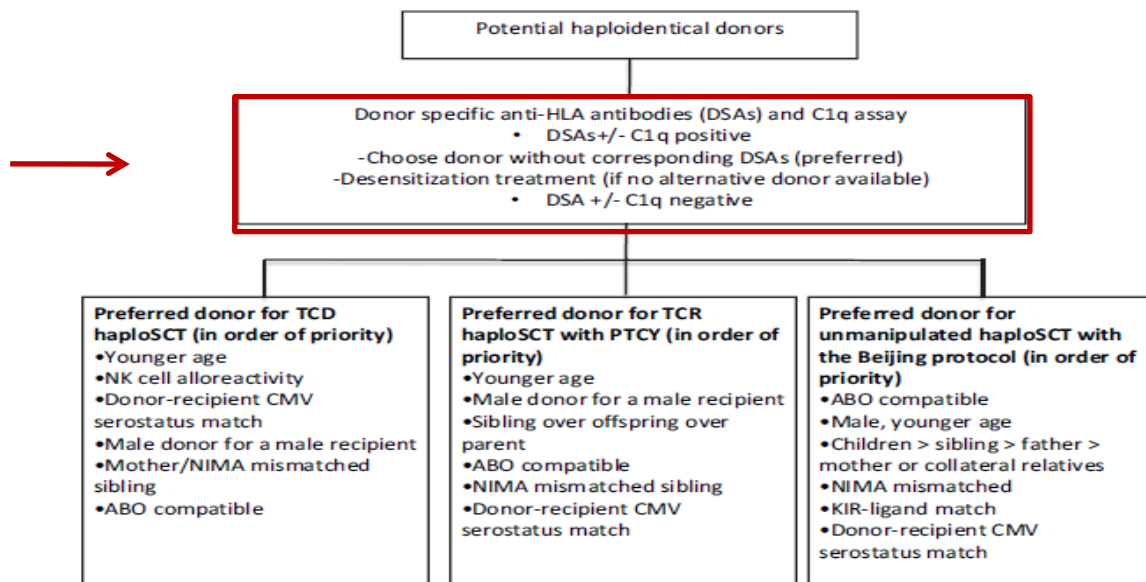 Potential haploidentical donors
Donor specific anti-HLA antibodies (DSAs) and C1q assay
• DSAs+/- C1q positive
-Choose donor without corresponding DSAs (preferred)
-Desensitization treatment (if no alternative donor available)
• DSA +/- C1q negative
Preferred donor for TCD
haploSCT (in order of priority)
•Younger age
•NK cell alloreactivity
•Donor-recipient CMV
serostatus match
•Male donor for a male recipient
•Mother/NIMA mismatched
sibling
•ABO compatible
Preferred donor for TCR
haploSCT with PTCY (in order of
priority)
•Younger age
•Male donor for a male recipient
•Sibling over offspring over
parent
•ABO compatible
•NIMA mismatched sibling
•Donor-recipient CMV
serostatus match
Preferred donor for
unmanipulated haploSCT with
the Beijing protocol (in order of
priority)
•ABO compatible
•Male, younger age
•Children > sibling > father >
mother or collateral relatives
•NIMA mismatched
•KIR-ligand match
•Donor-recipient CMV
serostatus match